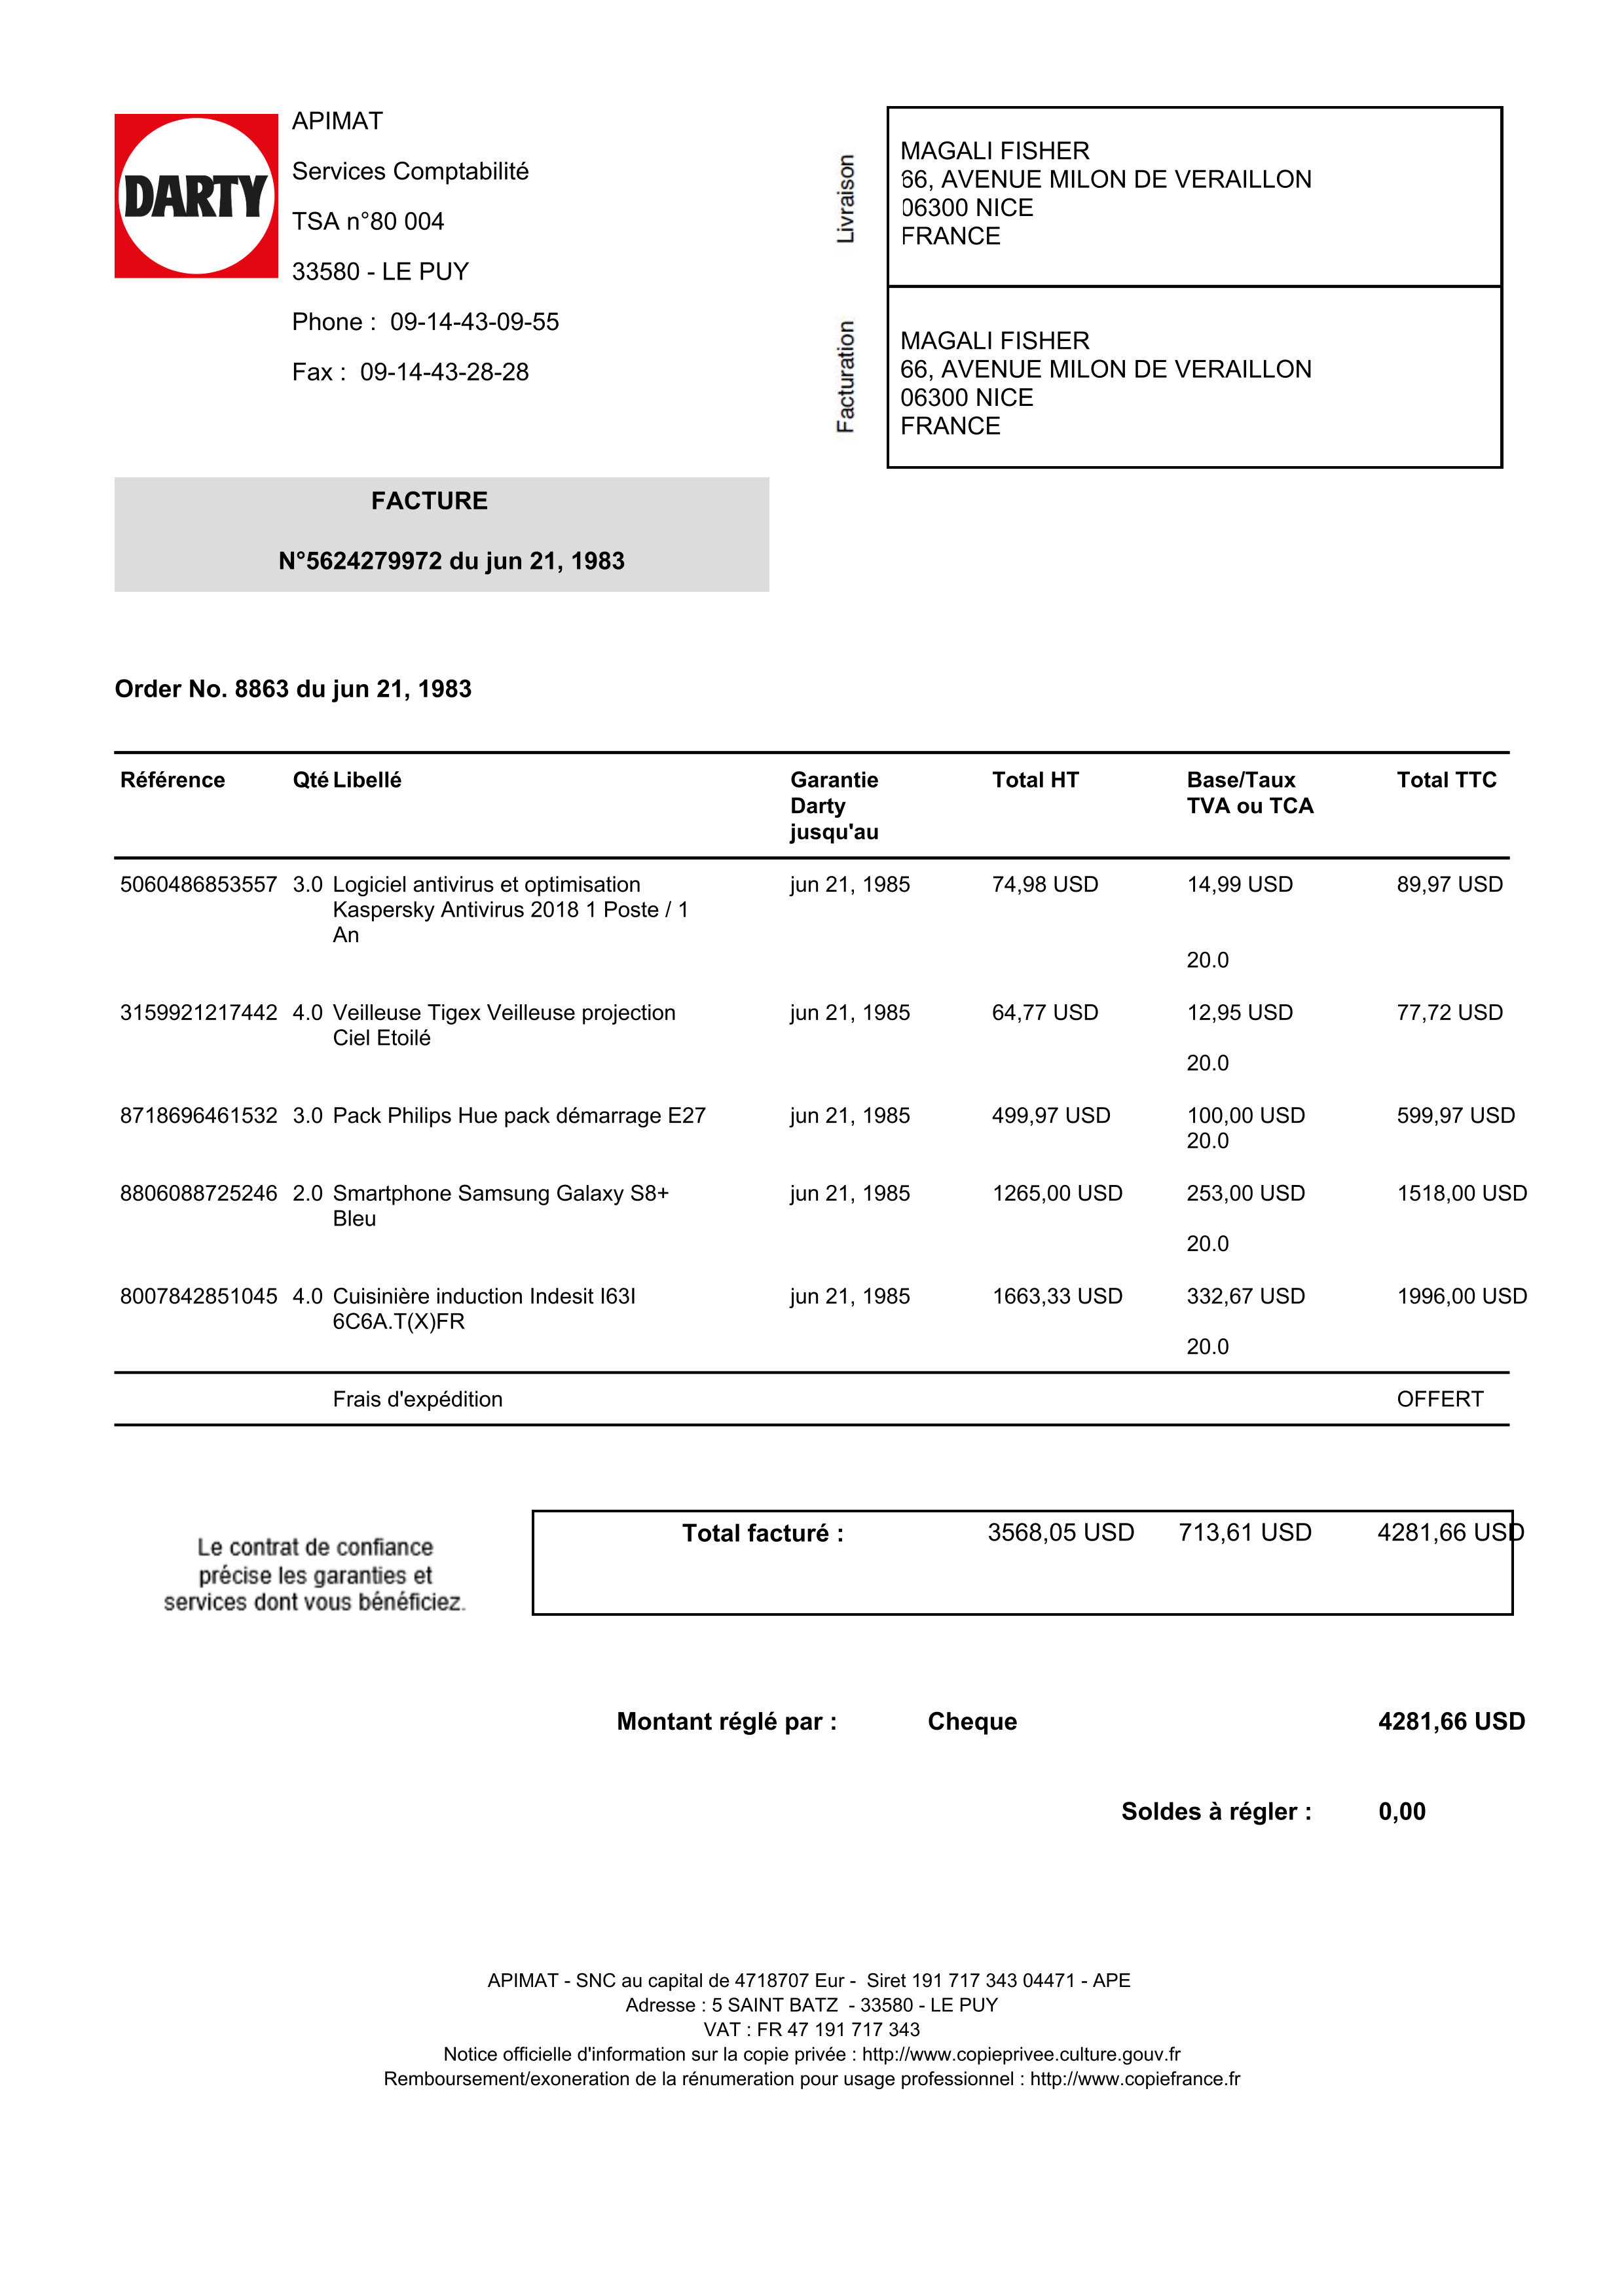 DARTY
APIMAT
Services Comptabilité
TSA n°80 004
33580 - LE PUY
Phone : 09-14-43-09-55
Fax : 09-14-43-28-28
Livraison
MAGALI FISHER
66, AVENUE MILON DE VERAILLON
06300 NICE
FRANCE
Facturation
MAGALI FISHER
66, AVENUE MILON DE VERAILLON
06300 NICE
FRANCE
FACTURE
N°5624279972 du jun 21, 1983
Order No. 8863 du jun 21, 1983
Référence Qté Libellé Garantie Total HT Base/Taux Total TTC
Darty TVA ou TCA
jusqu'au
5060486853557 3.0 Logiciel antivirus et optimisation jun 21, 1985 74,98 USD 14,99 USD 89,97 USD
Kaspersky Antivirus 2018 1 Poste / 1
An
20.0
3159921217442 4.0 Veilleuse Tigex Veilleuse projection jun 21, 1985 64,77 USD 12,95 USD 77,72 USD
Ciel Etoilé
20.0
8718696461532 3.0 Pack Philips Hue pack démarrage E27 jun 21, 1985 499,97 USD 100,00 USD 599,97 USD
20.0
8806088725246 2.0 Smartphone Samsung Galaxy S8+ jun 21, 1985 1265,00 USD 253,00 USD 1518,00 USD
Bleu
20.0
8007842851045 4.0 Cuisinière induction Indesit I63I jun 21, 1985 1663,33 USD 332,67 USD 1996,00 USD
6C6A.T(X)FR
20.0
Frais d'expédition OFFERT
Le contrat de confiance
précise les garanties et
services dont vous bénéficiez.
Total facturé : 3568,05 USD 713,61 USD 4281,66 USD
Montant réglé par : Cheque 4281,66 USD
Soldes à régler : 0,00
APIMAT - SNC au capital de 4718707 Eur - Siret 191 717 343 04471 - APE
Adresse : 5 SAINT BATZ - 33580 - LE PUY
VAT : FR 47 191 717 343
Notice officielle d'information sur la copie privée : http://www.copieprivee.culture.gouv.fr
Remboursement/exoneration de la rénumeration pour usage professionnel : http://www.copiefrance.fr